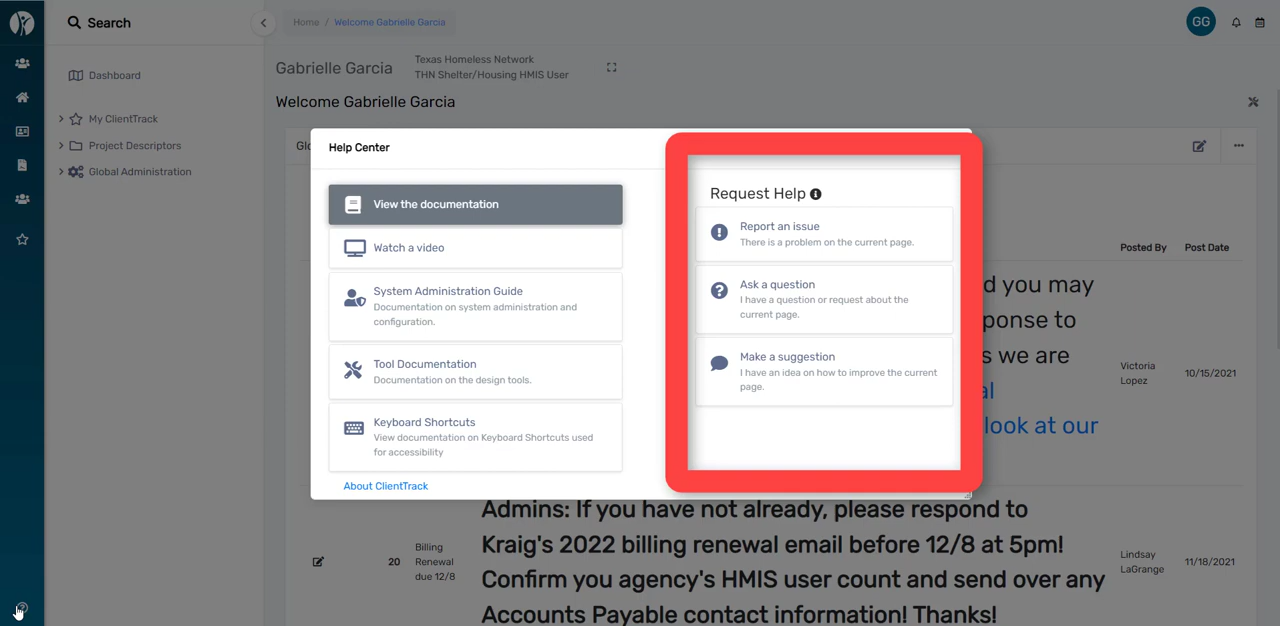 Search
Home / Welcome Gabrielle Garcia
GG
Dashboard
Gabrielle Garcia
Texas Homeless Network
THN Shelter/Housing HMIS User
Welcome Gabrielle Garcia
My ClientTrack
Project Descriptors
Global Administration
Help Center
View the documentation
Watch a video
System Administration Guide
Documentation on system administration and
configuration.
Tool Documentation
Documentation on the design tools.
Keyboard Shortcuts
View documentation on Keyboard Shortcuts used
for accessibility
About ClientTrack
Request Help
Report an issue
There is a problem on the current page.
Ask a question
I have a question or request about the
current page.
Make a suggestion
I have an idea on how to improve the current
page.
Posted By Post Date
d you may
ponse to
s we are
al
look at our
Victoria
Lopez
10/15/2021
20
Billing
Renewal
due 12/8
Admins: If you have not already, please respond to
Kraig's 2022 billing renewal email before 12/8 at 5pm!
Confirm you agency's HMIS user count and send over any
Accounts Payable contact information! Thanks!
Lindsay
LaGrange
11/18/2021